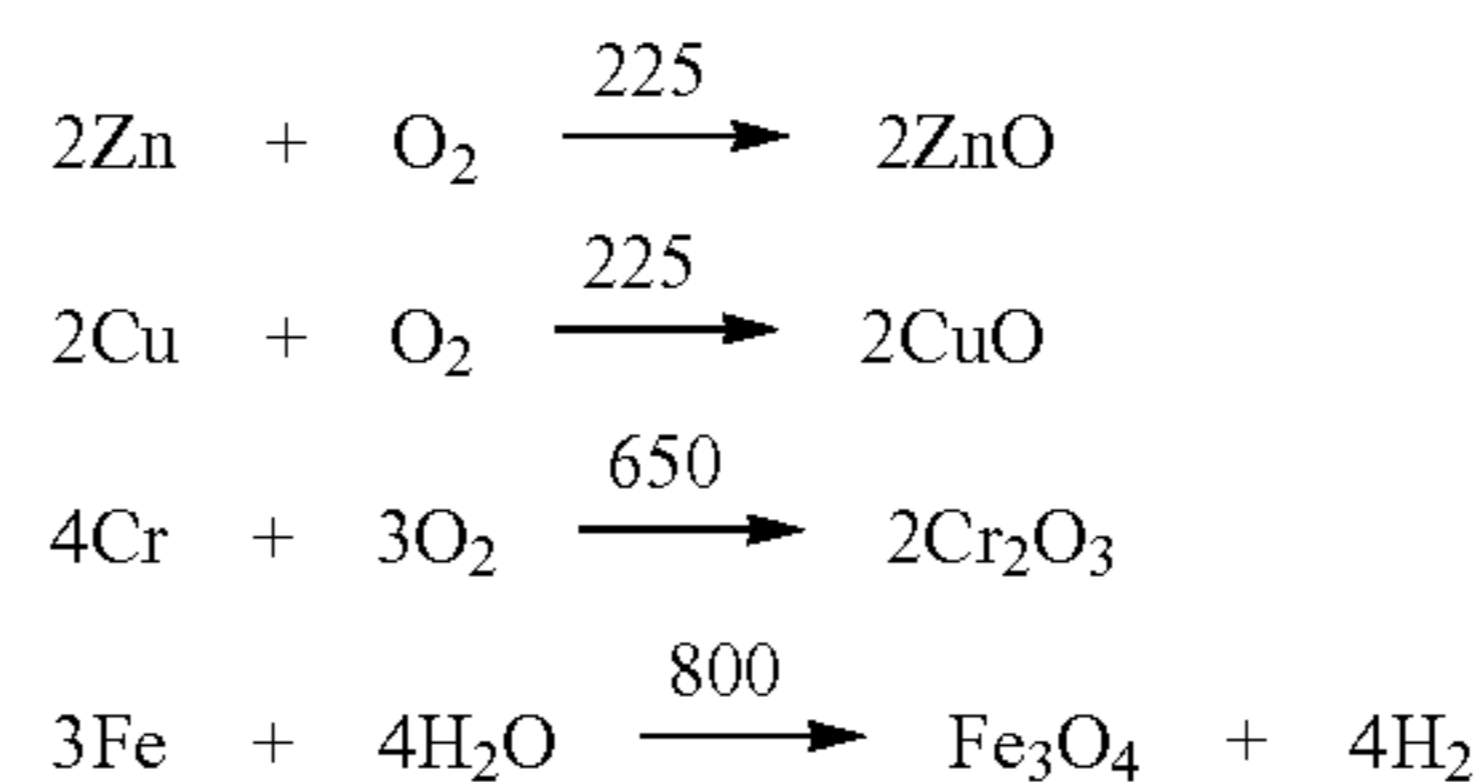 225
2Zn + O₂ ⟶ 2ZnO
225
2Cu + O₂ ⟶ 2CuO
650
4Cr + 3O₂ ⟶ 2Cr₂O₃
800
3Fe + 4H₂O ⟶ Fe₃O₄ + 4H₂